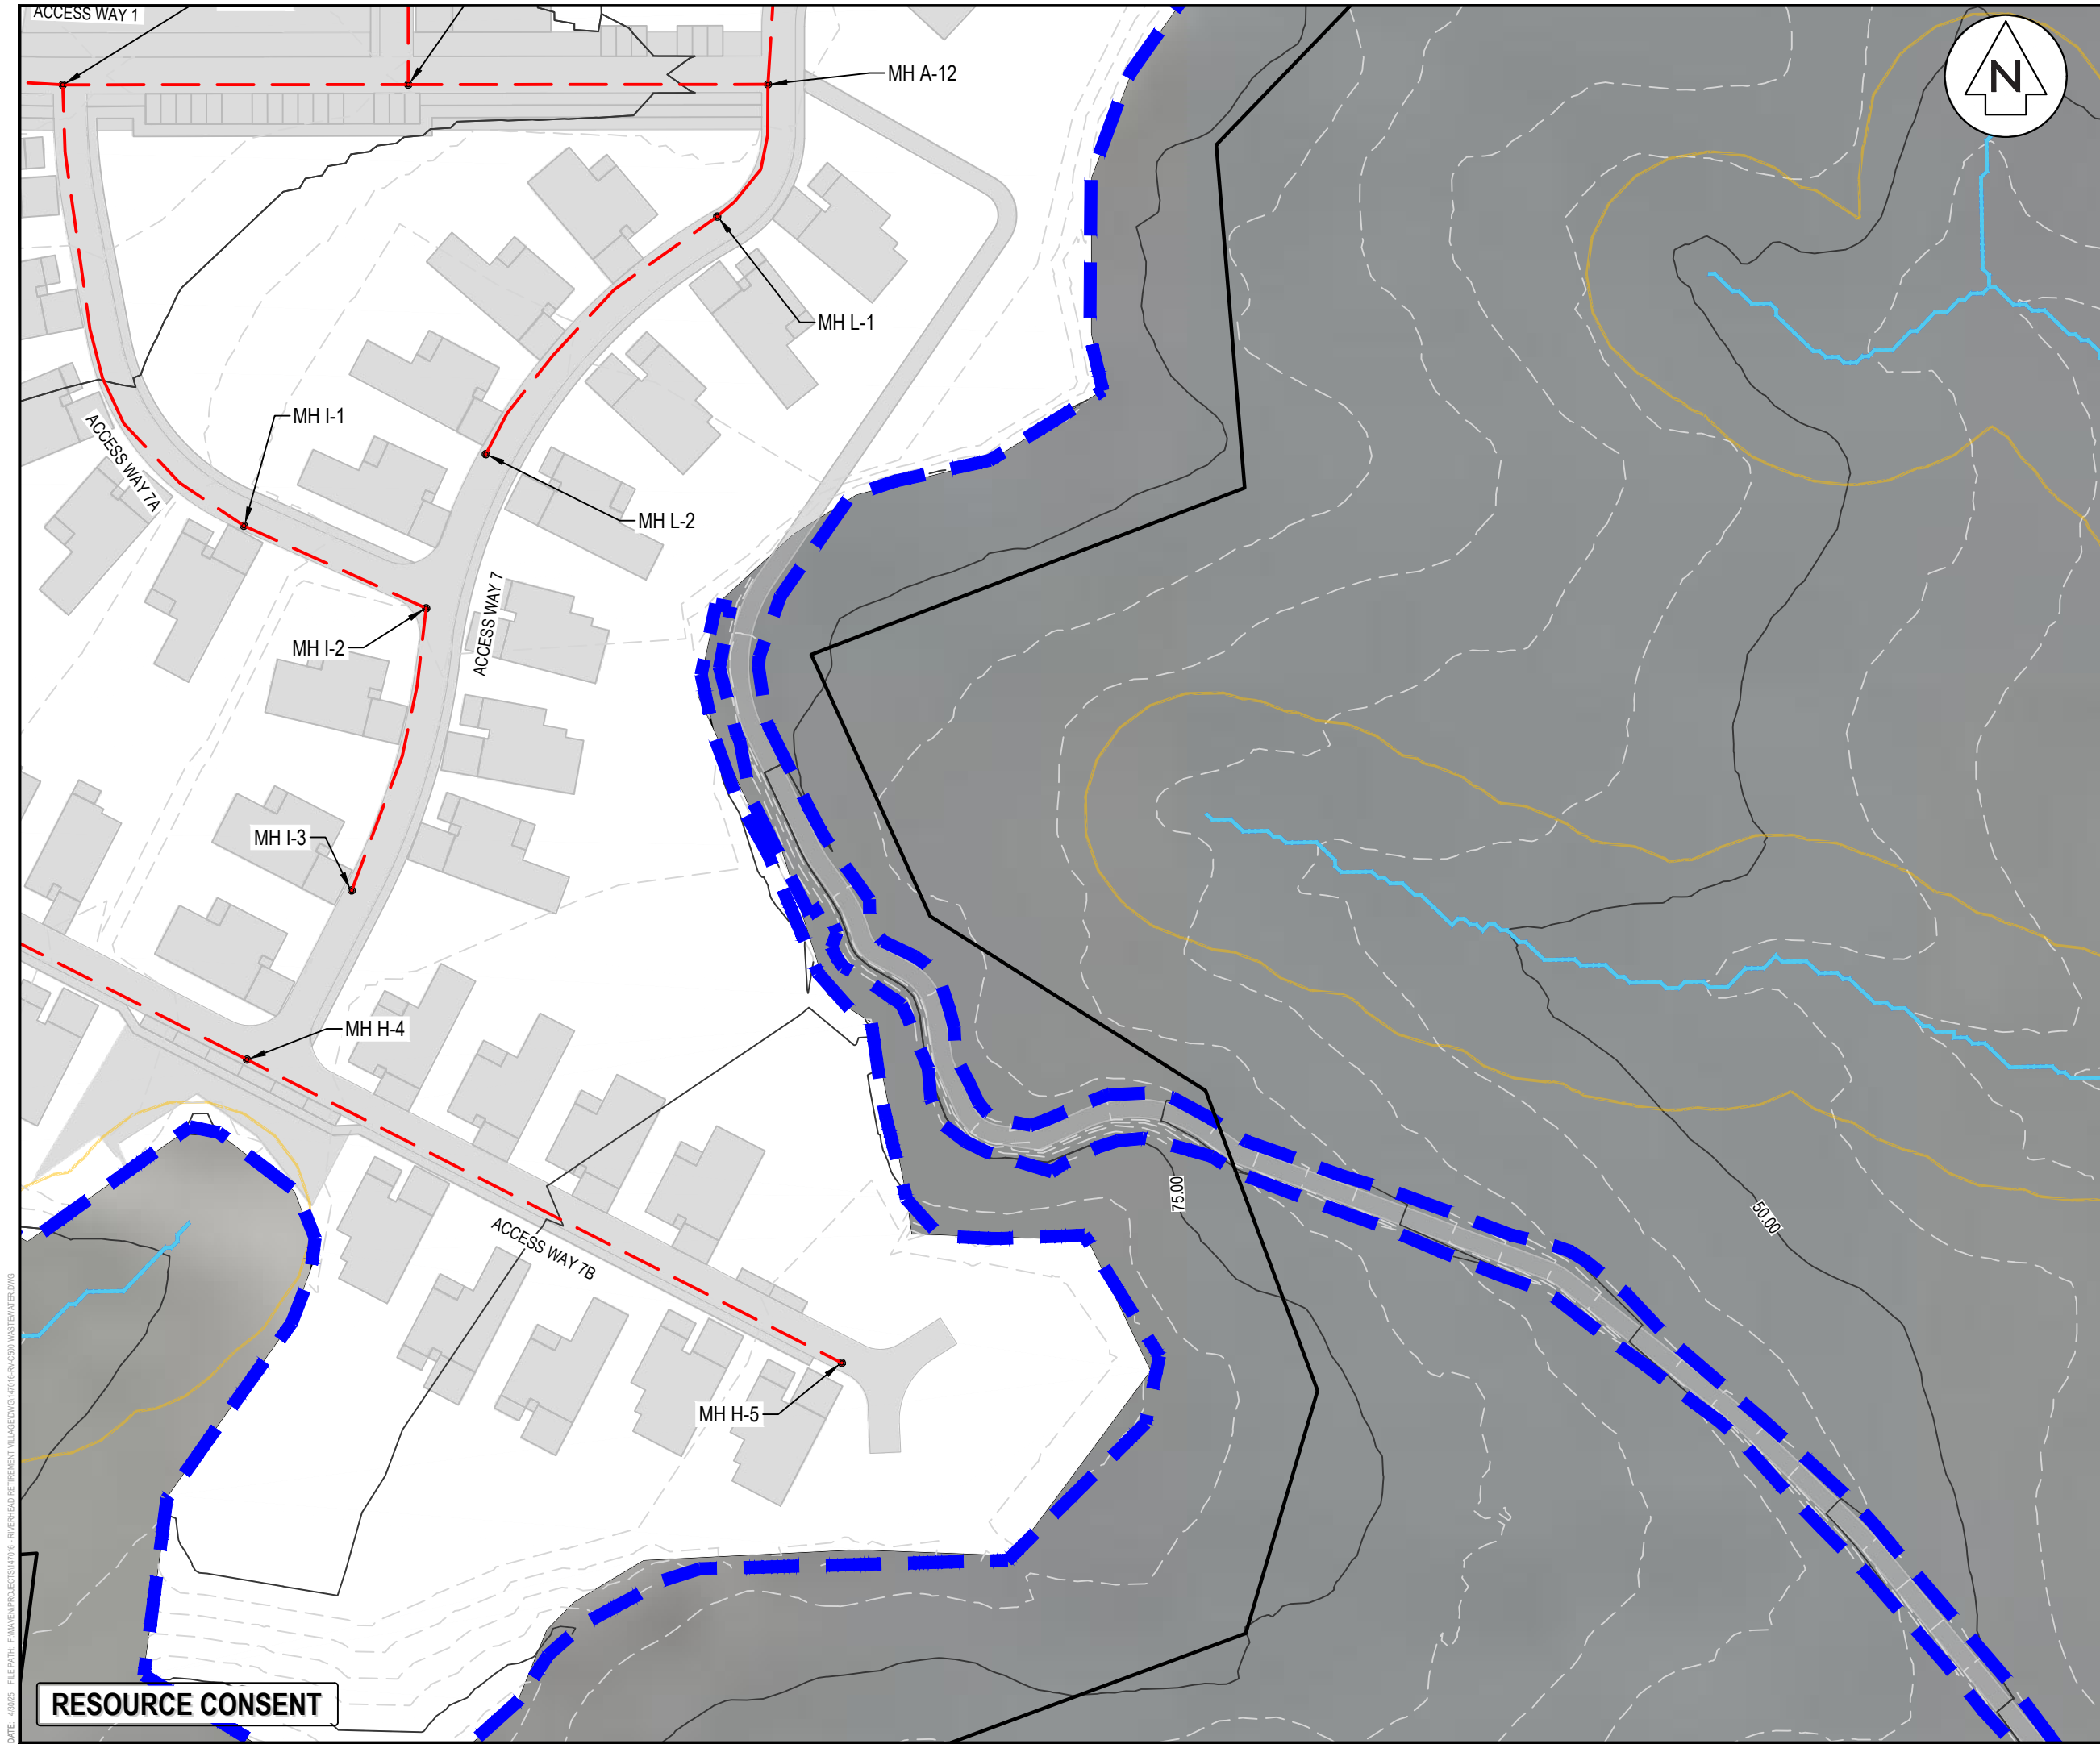 ACCESS WAY 1
N
MH A-12
MH L-1
MH I-1
ACCESS WAY 7A
MH L-2
ACCESS WAY 7
MH I-2
MH I-3
MH H-4
75.00
50.00
ACCESS WAY 7B
MH H-5
RESOURCE CONSENT